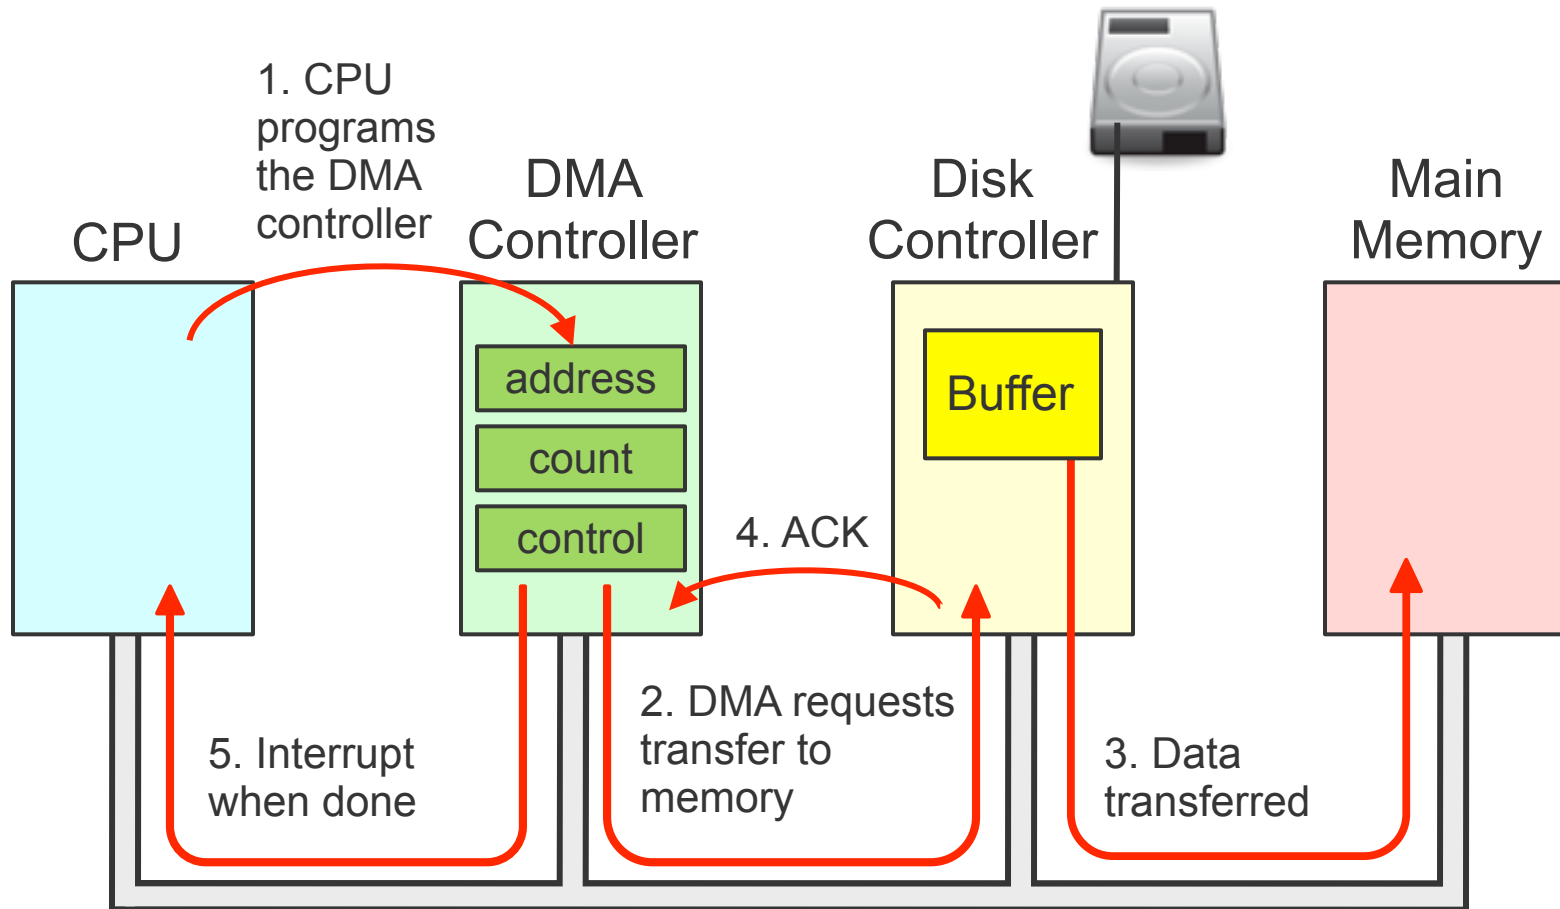 1. CPU
programs
the DMA
controller
CPU
DMA
Controller
Disk
Controller
Main
Memory
address
count
control
Buffer
4. ACK
5. Interrupt
when done
2. DMA requests
transfer to
memory
3. Data
transferred